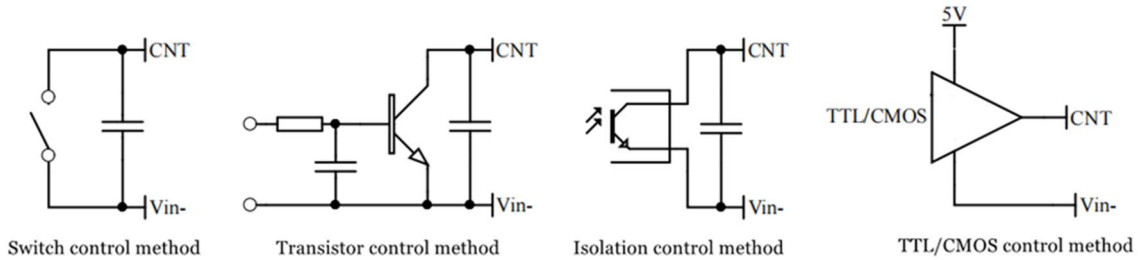 CNT
Vin-
Switch control method
CNT
Vin-
Transistor control method
CNT
Vin-
Isolation control method
5V
TTL/CMOS
CNT
Vin-
TTL/CMOS control method